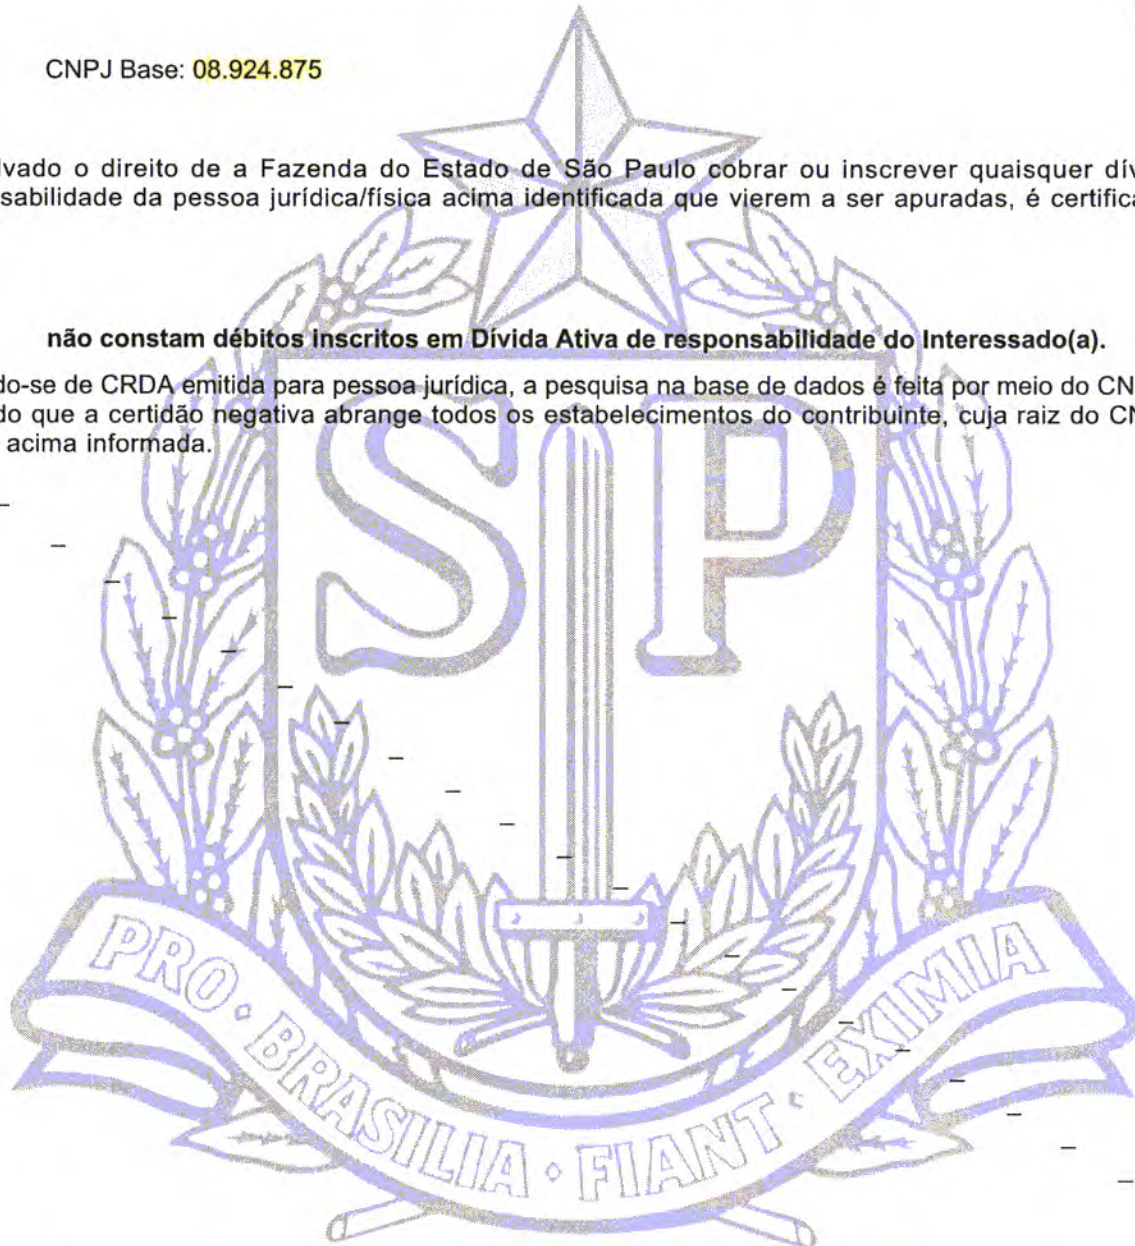 CNPJ Base: 08.924.875
lvado o direito de a Fazenda do Estado de São Paulo cobrar ou inscrever quaisquer dív
sabilidade da pessoa jurídica/física acima identificada que vierem a ser apuradas, é certifica
não constam débitos inscritos em Dívida Ativa de responsabilidade do Interessado(a).
do-se de CRDA emitida para pessoa jurídica, a pesquisa na base de dados é feita por meio do CN
do que a certidão negativa abrange todos os estabelecimentos do contribuinte, cuja raiz do CN
acima informada.
SP
PRO · BRASILIA · FIANT · EXIMIA